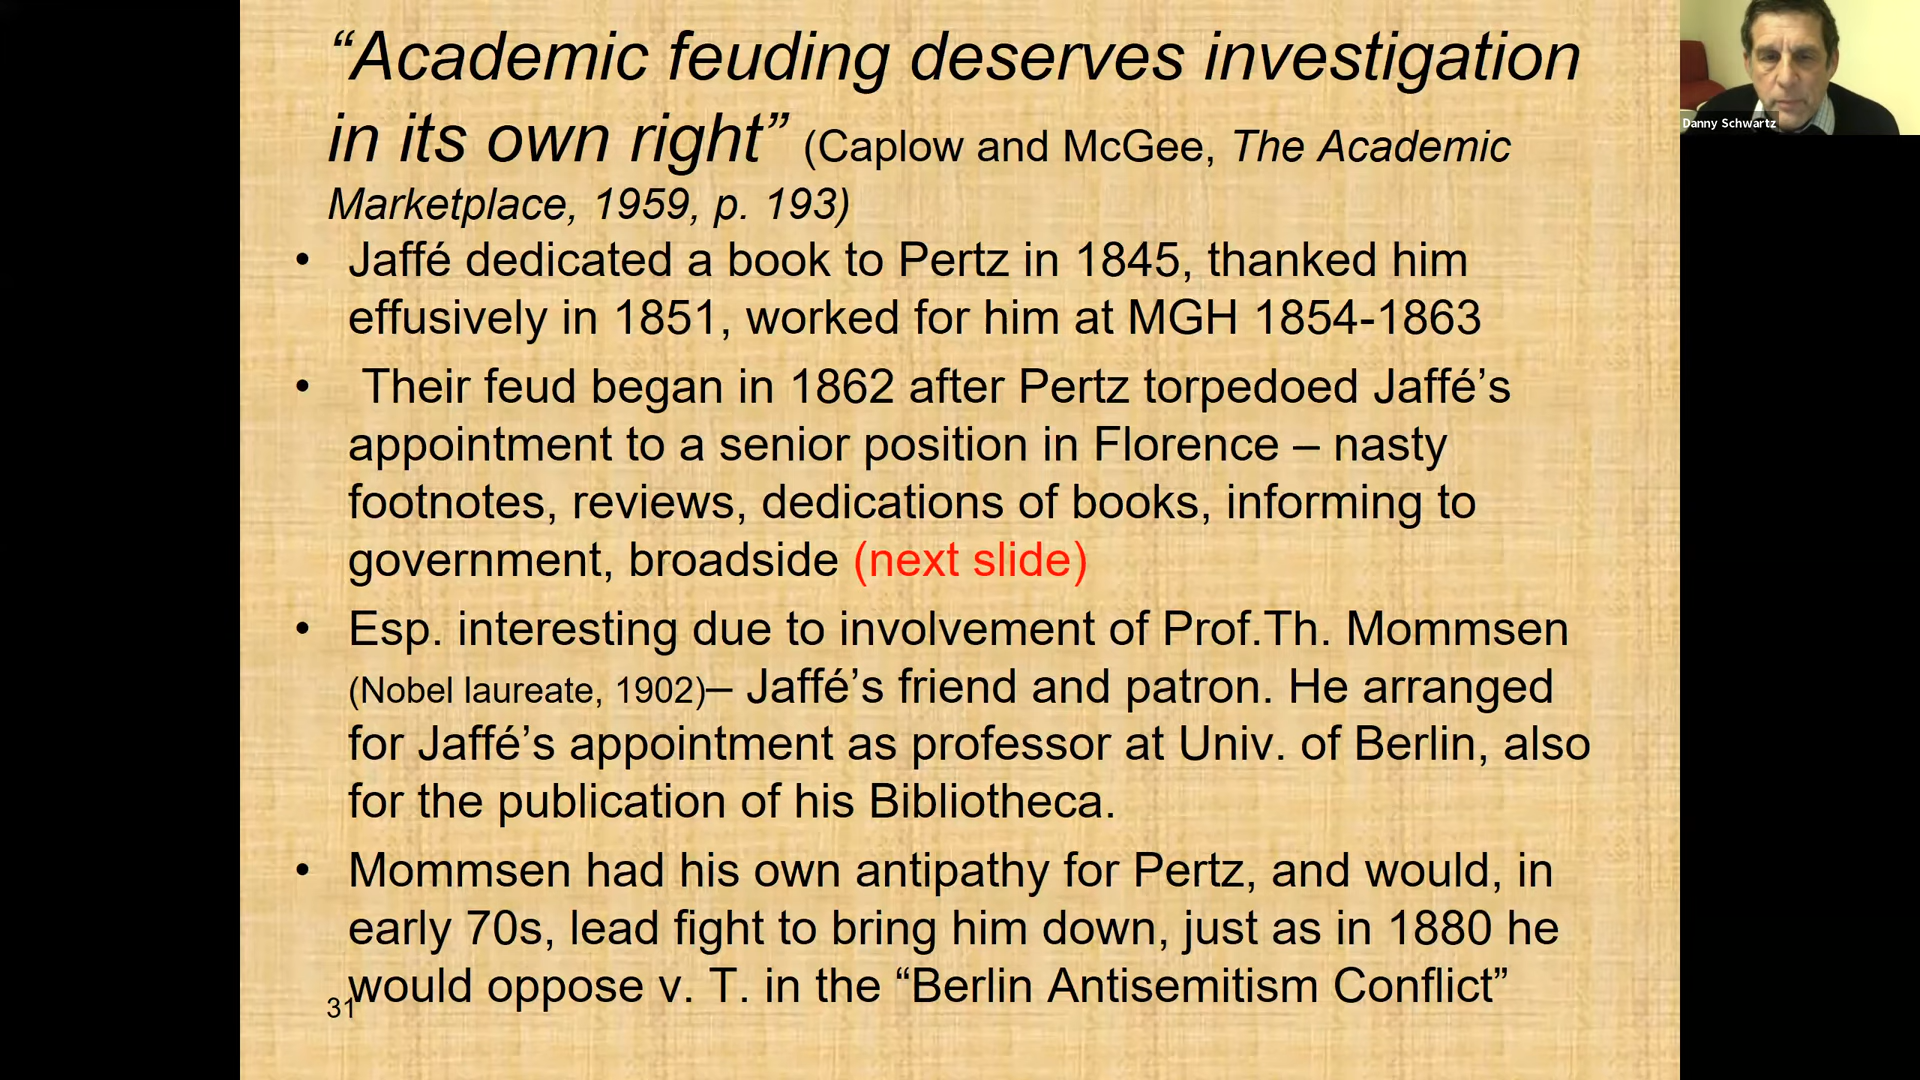 “Academic feuding deserves investigation
in its own right” (Caplow and McGee, The Academic
Marketplace, 1959, p. 193)
• Jaffé dedicated a book to Pertz in 1845, thanked him
effusively in 1851, worked for him at MGH 1854-1863
• Their feud began in 1862 after Pertz torpedoed Jaffé’s
appointment to a senior position in Florence – nasty
footnotes, reviews, dedications of books, informing to
government, broadside (next slide)
• Esp. interesting due to involvement of Prof.Th. Mommsen
(Nobel laureate, 1902)– Jaffé’s friend and patron. He arranged
for Jaffé’s appointment as professor at Univ. of Berlin, also
for the publication of his Bibliotheca.
• Mommsen had his own antipathy for Pertz, and would, in
early 70s, lead fight to bring him down, just as in 1880 he
would oppose v. T. in the “Berlin Antisemitism Conflict”
31
Danny Schwartz